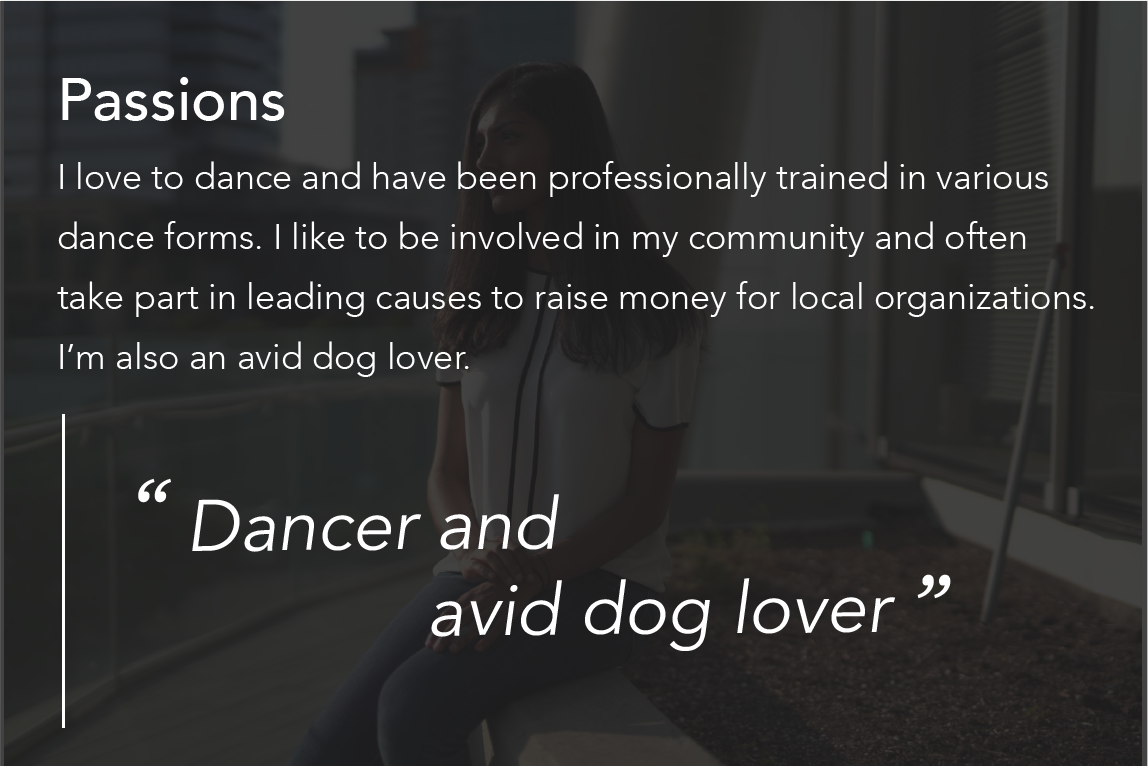 Passions
I love to dance and have been professionally trained in various
dance forms. I like to be involved in my community and often
take part in leading causes to raise money for local organizations.
I’m also an avid dog lover.
“ Dancer and
avid dog lover ”